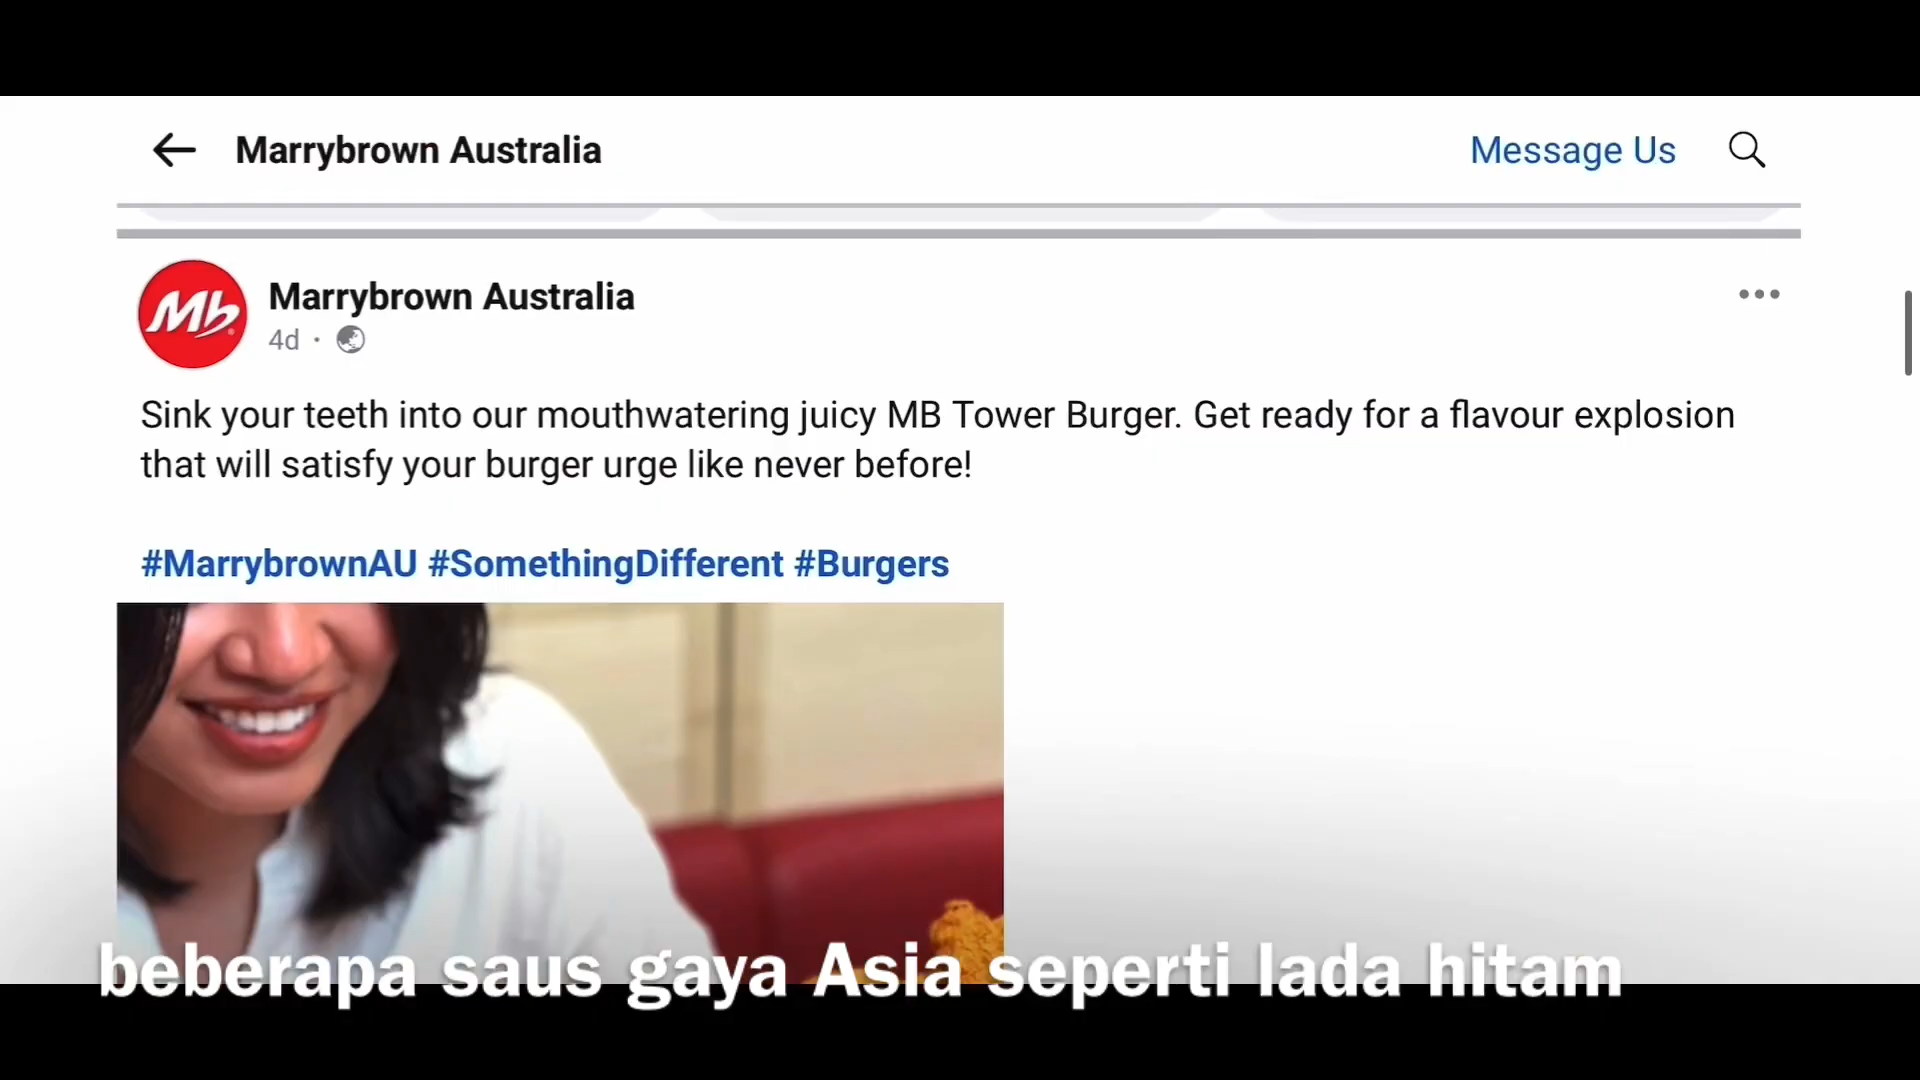 Marrybrown Australia
Message Us
Mb
Marrybrown Australia
4d ·
Sink your teeth into our mouthwatering juicy MB Tower Burger. Get ready for a flavour explosion
that will satisfy your burger urge like never before!
#MarrybrownAU #SomethingDifferent #Burgers
beberapa saus gaya Asia seperti lada hitam